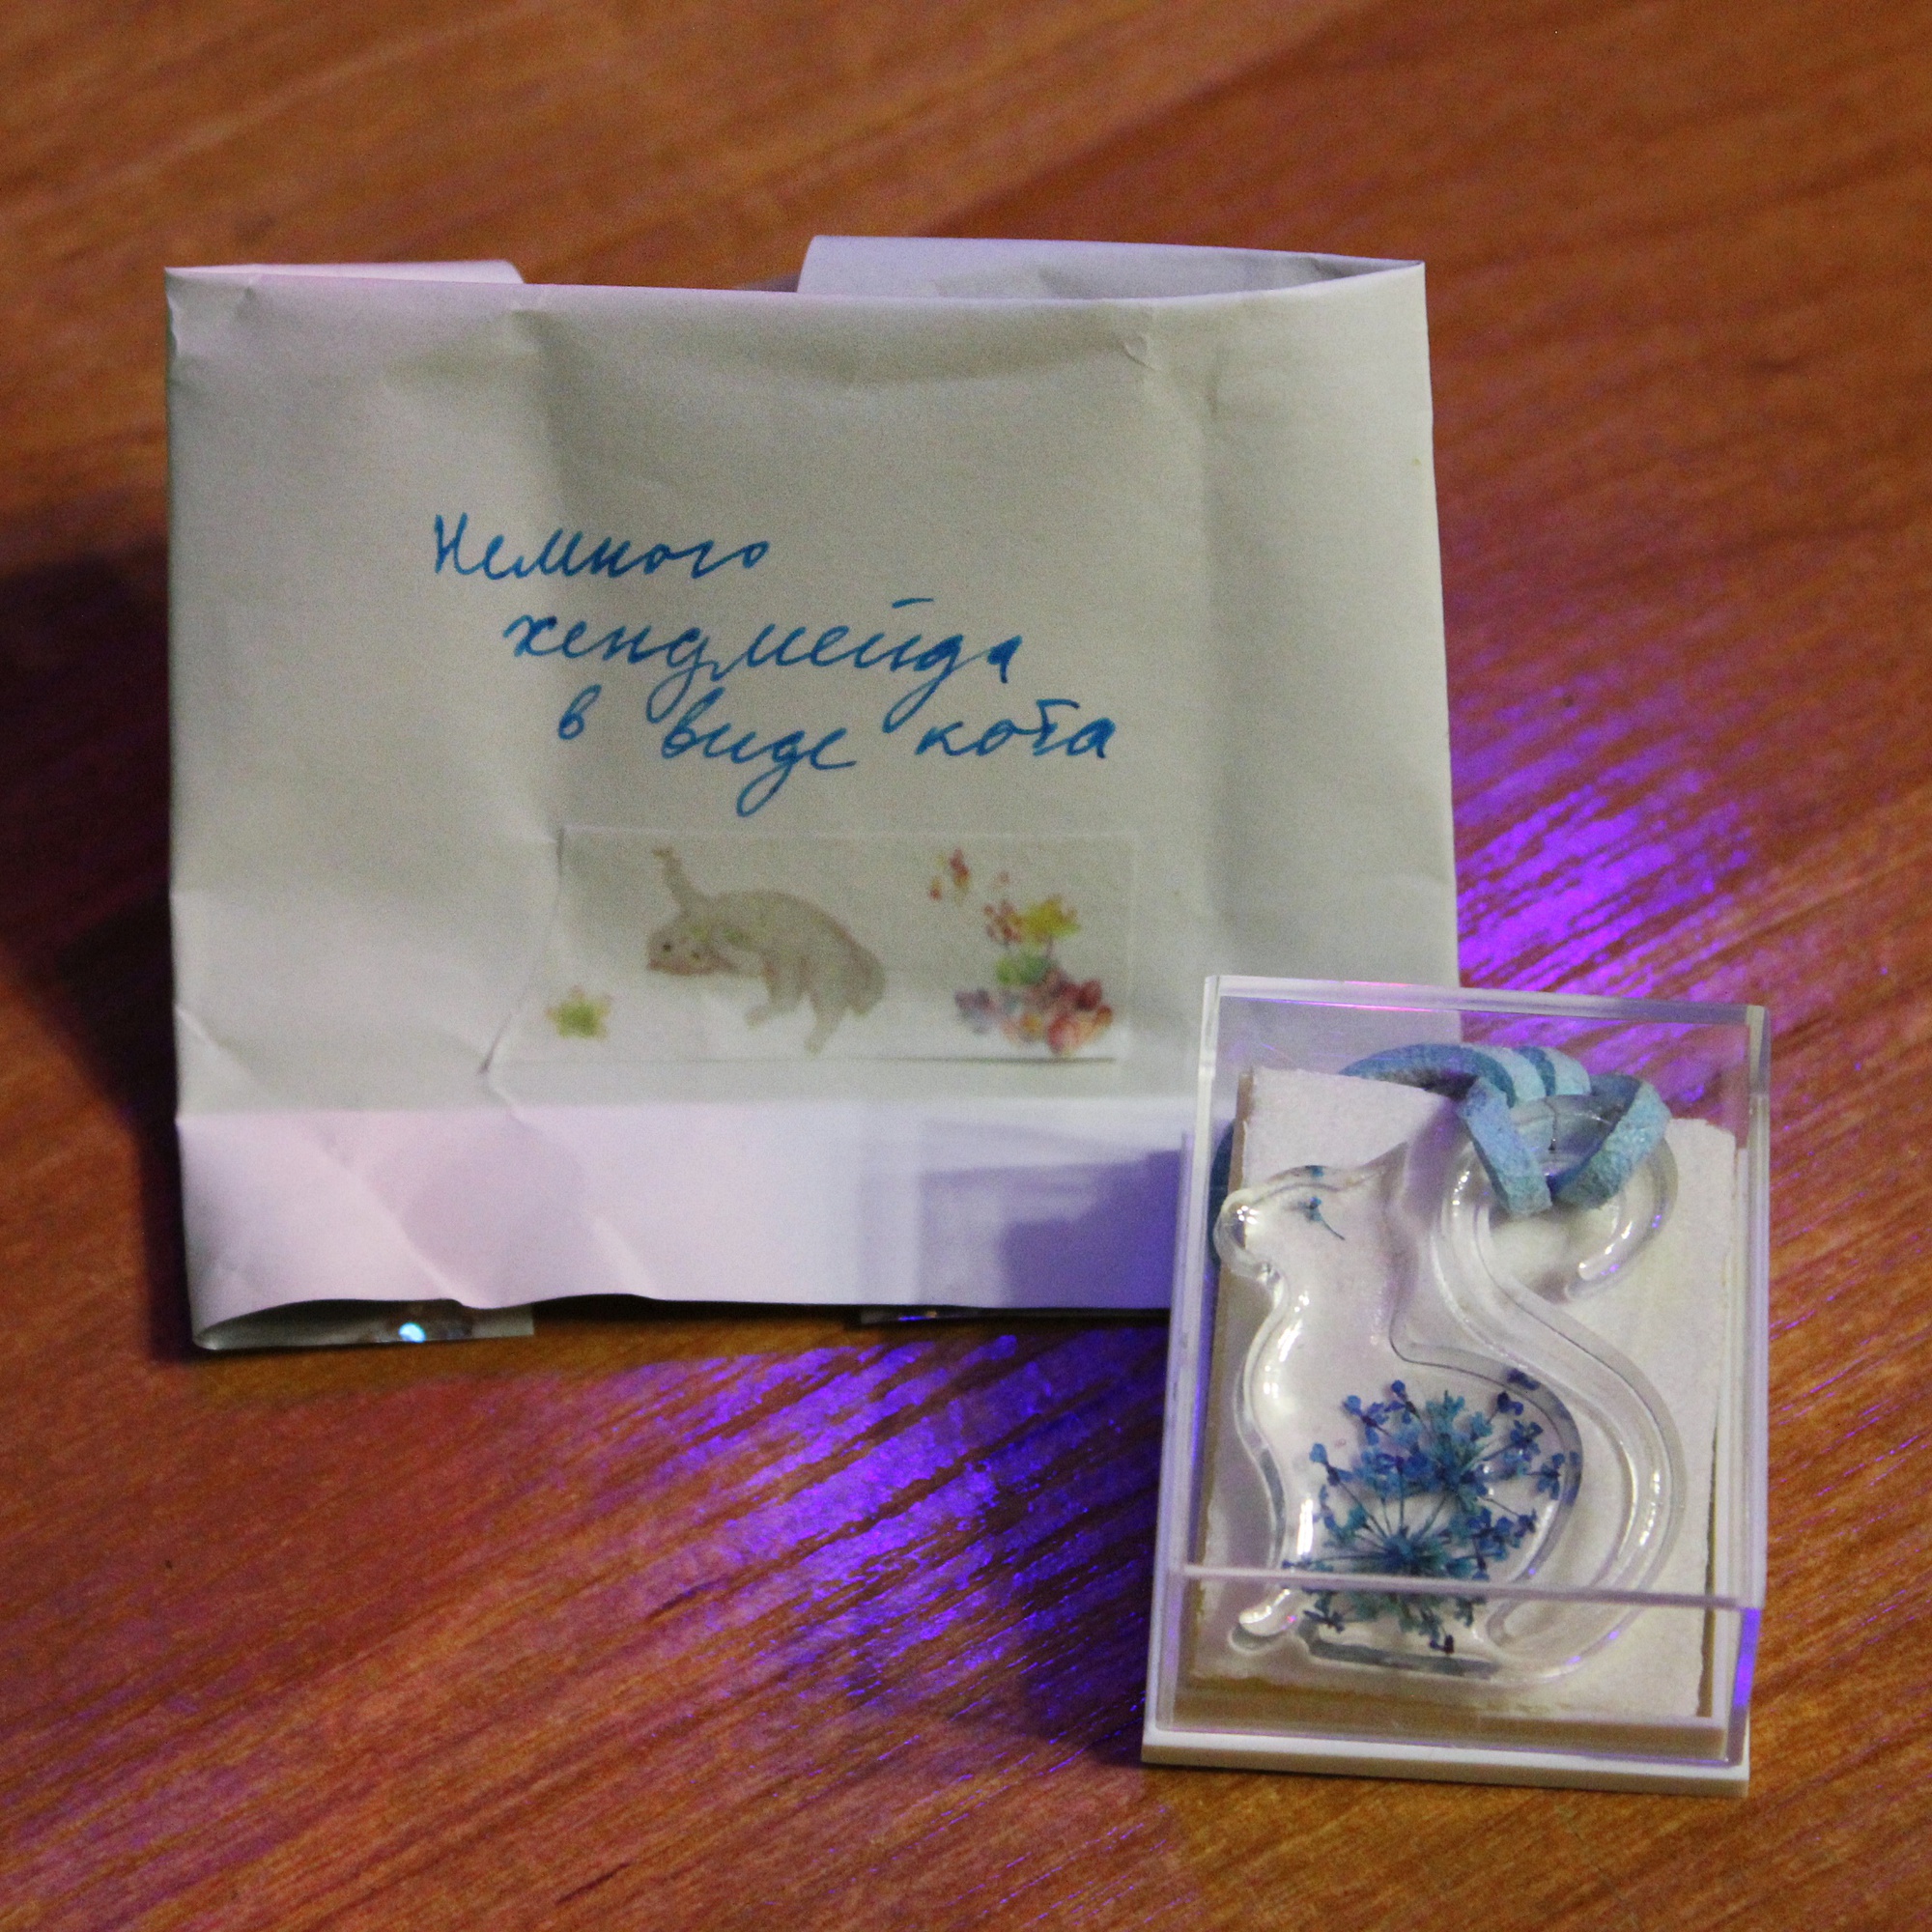 Немного
хендмейда
в виде кота